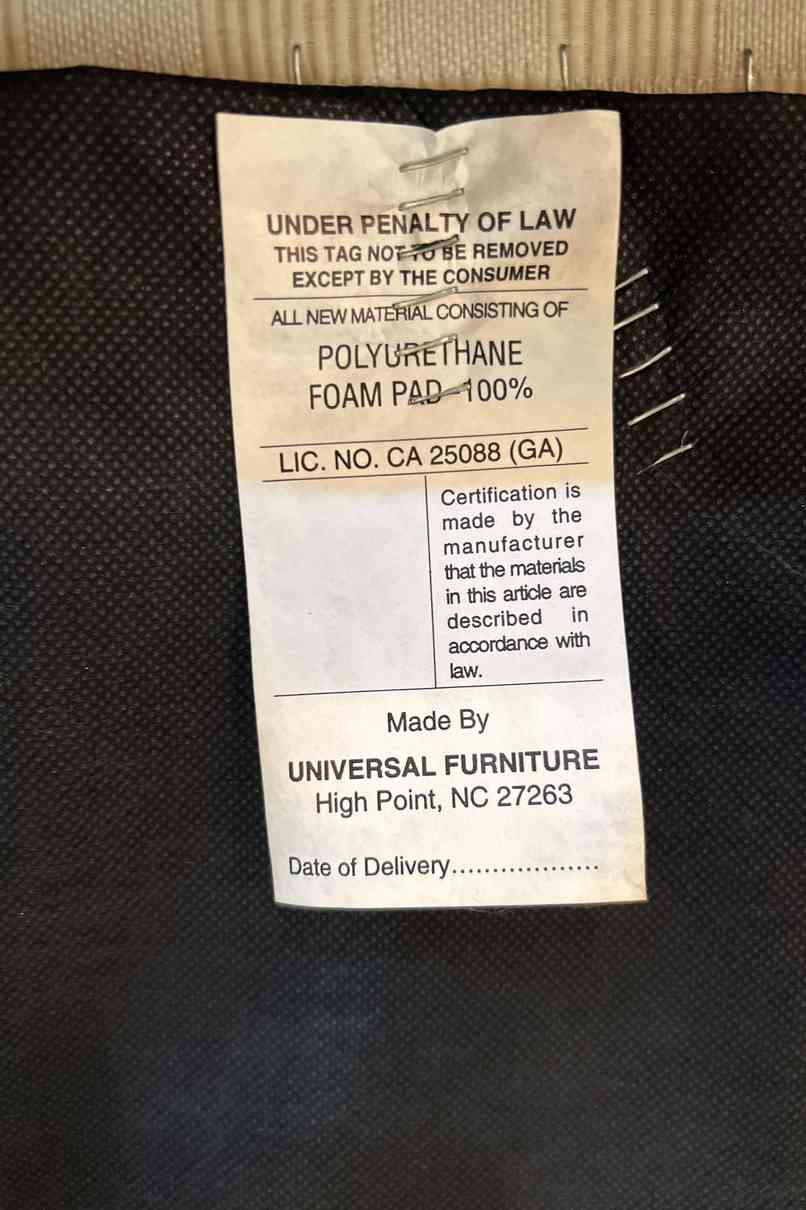 UNDER PENALTY OF LAW
THIS TAG NOT TO BE REMOVED
EXCEPT BY THE CONSUMER
ALL NEW MATERIAL CONSISTING OF
POLYURETHANE
FOAM PAD 100%
LIC. NO. CA 25088 (GA)
Certification is
made by the
manufacturer
that the materials
in this article are
described in
accordance with
law.
Made By
UNIVERSAL FURNITURE
High Point, NC 27263
Date of Delivery..................